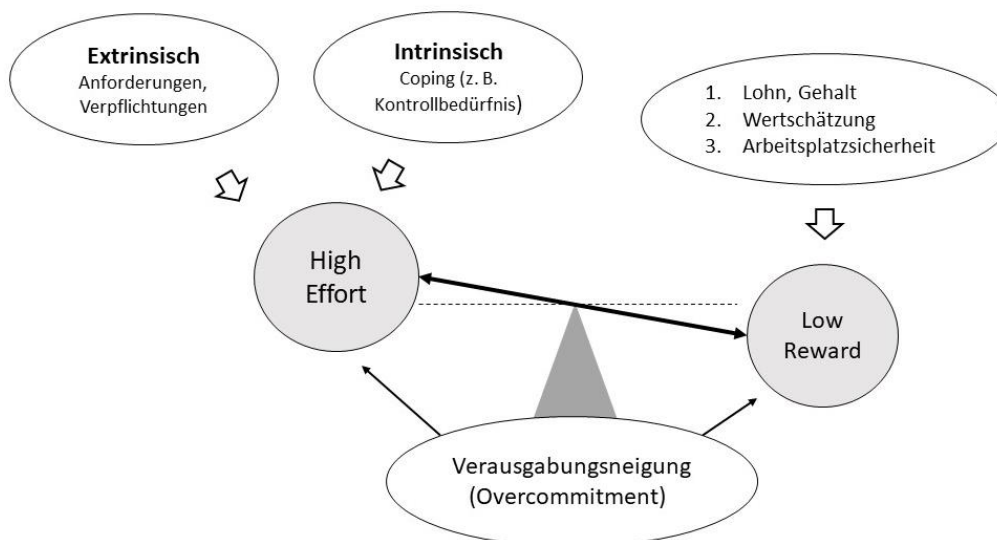 Extrinsisch
Anforderungen,
Verpflichtungen
Intrinsisch
Coping (z. B.
Kontrollbedürfnis)
1. Lohn, Gehalt
2. Wertschätzung
3. Arbeitsplatzsicherheit
High
Effort
Low
Reward
Verausgabungsneigung
(Overcommitment)